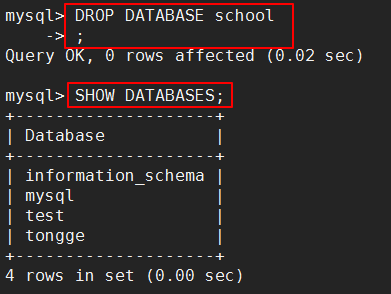 mysql> DROP DATABASE school
    -> ;
Query OK, 0 rows affected (0.02 sec)
mysql> SHOW DATABASES;
+--------------------+
| Database           |
+--------------------+
| information_schema |
| mysql              |
| test               |
| tongge             |
+--------------------+
4 rows in set (0.00 sec)